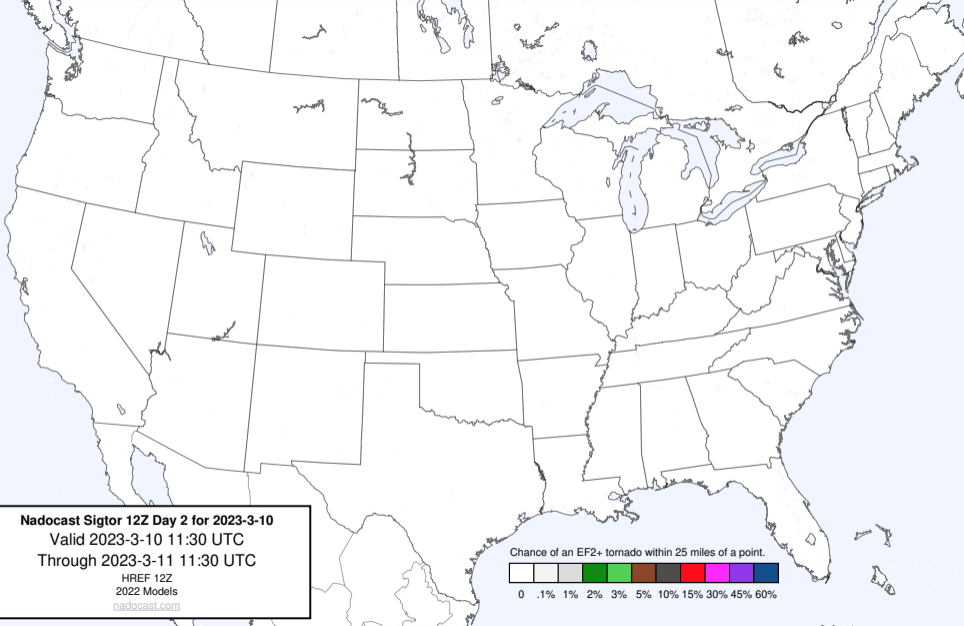 Nadocast Sigtor 12Z Day 2 for 2023-3-10
Valid 2023-3-10 11:30 UTC
Through 2023-3-11 11:30 UTC
HREF 12Z
2022 Models
nadocast.com
Chance of an EF2+ tornado within 25 miles of a point.
0 .1% 1% 2% 3% 5% 10% 15% 30% 45% 60%